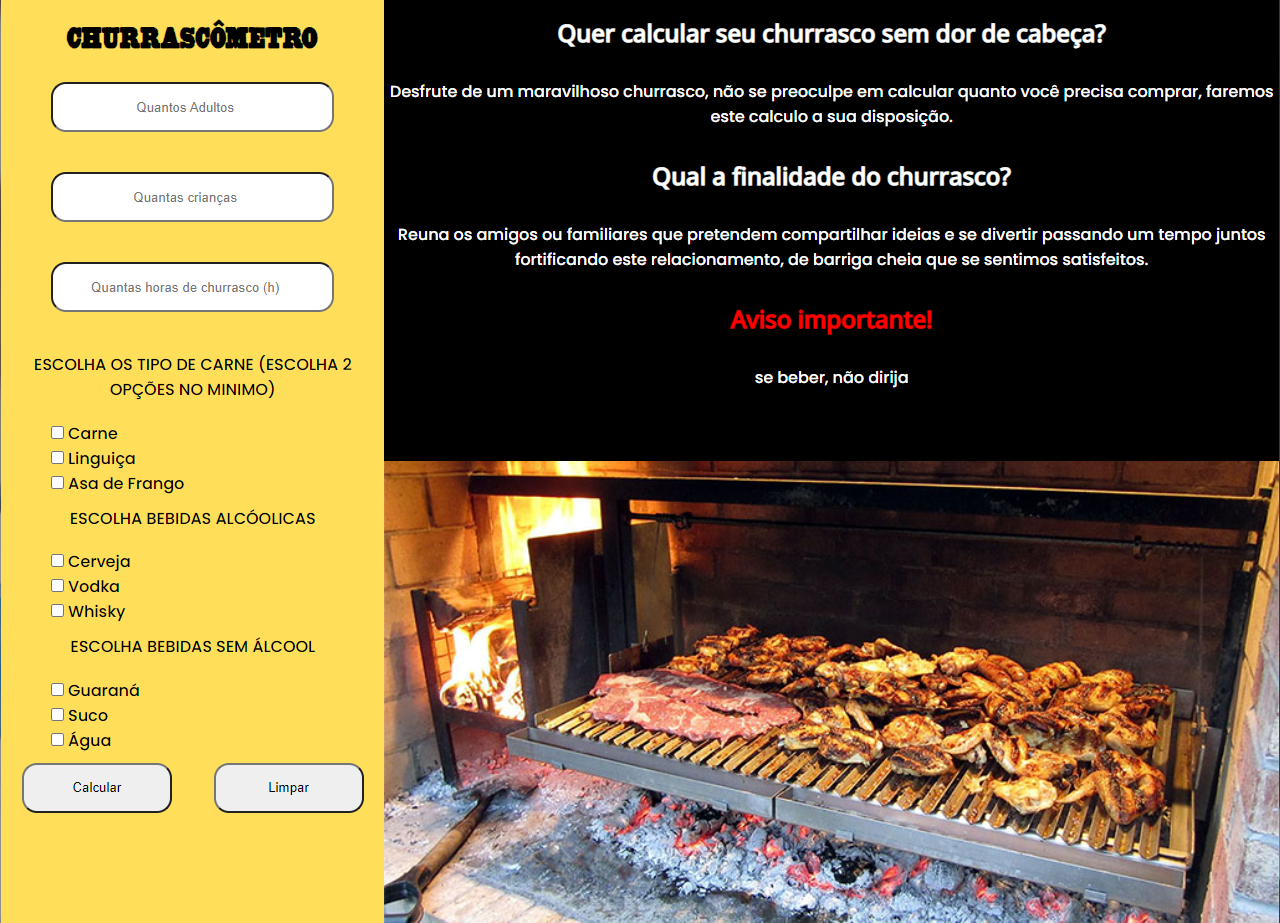 CHURRASCÔMETRO
Quantos Adultos
Quantas crianças
Quantas horas de churrasco (h)
ESCOLHA OS TIPO DE CARNE (ESCOLHA 2
OPÇÕES NO MINIMO)
Carne
Linguiça
Asa de Frango
ESCOLHA BEBIDAS ALCÓOLICAS
Cerveja
Vodka
Whisky
ESCOLHA BEBIDAS SEM ÁLCOOL
Guaraná
Suco
Água
Calcular
Limpar
Quer calcular seu churrasco sem dor de cabeça?
Desfrute de um maravilhoso churrasco, não se preoculpe em calcular quanto você precisa comprar, faremos
este calculo a sua disposição.
Qual a finalidade do churrasco?
Reuna os amigos ou familiares que pretendem compartilhar ideias e se divertir passando um tempo juntos
fortificando este relacionamento, de barriga cheia que se sentimos satisfeitos.
Aviso importante!
se beber, não dirija